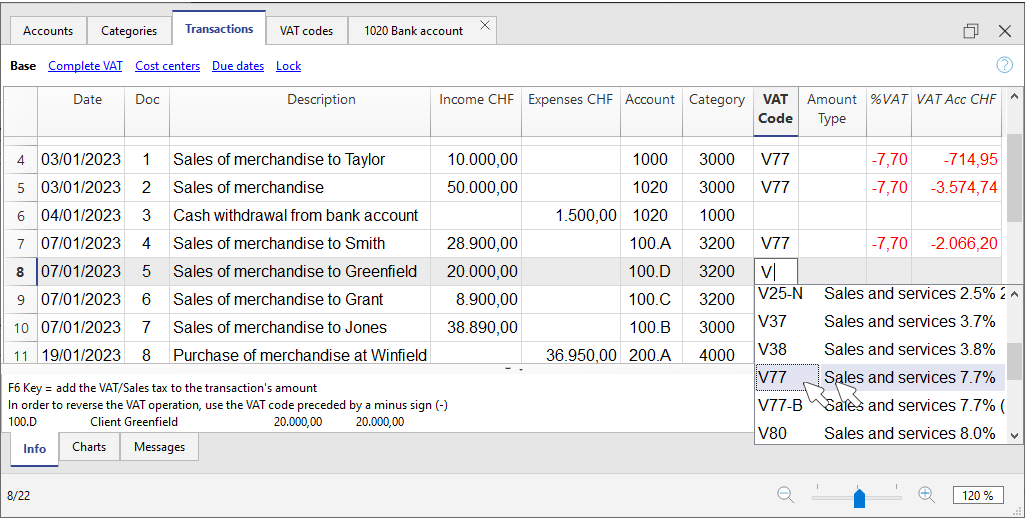 Accounts Categories Transactions VAT codes 1020 Bank account
Base Complete VAT Cost centers Due dates Lock
Date Doc Description Income CHF Expenses CHF Account Category VAT Code Amount Type %VAT VAT Acc CHF
4 03/01/2023 1 Sales of merchandise to Taylor 10.000,00 1000 3000 V77 -7,70 -714,95
5 03/01/2023 2 Sales of merchandise 50.000,00 1020 3000 V77 -7,70 -3.574,74
6 04/01/2023 3 Cash withdrawal from bank account 1.500,00 1020 1000
7 07/01/2023 4 Sales of merchandise to Smith 28.900,00 100.A 3200 V77 -7,70 -2.066,20
8 07/01/2023 5 Sales of merchandise to Greenfield 20.000,00 100.D 3200 V
9 07/01/2023 6 Sales of merchandise to Grant 8.900,00 100.C 3200
10 07/01/2023 7 Sales of merchandise to Jones 38.890,00 100.B 3000
11 19/01/2023 8 Purchase of merchandise at Winfield 36.950,00 200.A 4000
V25-N Sales and services 2.5% 2
V37 Sales and services 3.7%
V38 Sales and services 3.8%
V77 Sales and services 7.7%
V77-B Sales and services 7.7% (
V80 Sales and services 8.0%
F6 Key = add the VAT/Sales tax to the transaction's amount
In order to reverse the VAT operation, use the VAT code preceded by a minus sign (-)
100.D Client Greenfield 20.000,00 20.000,00
Info Charts Messages
8/22 120 %